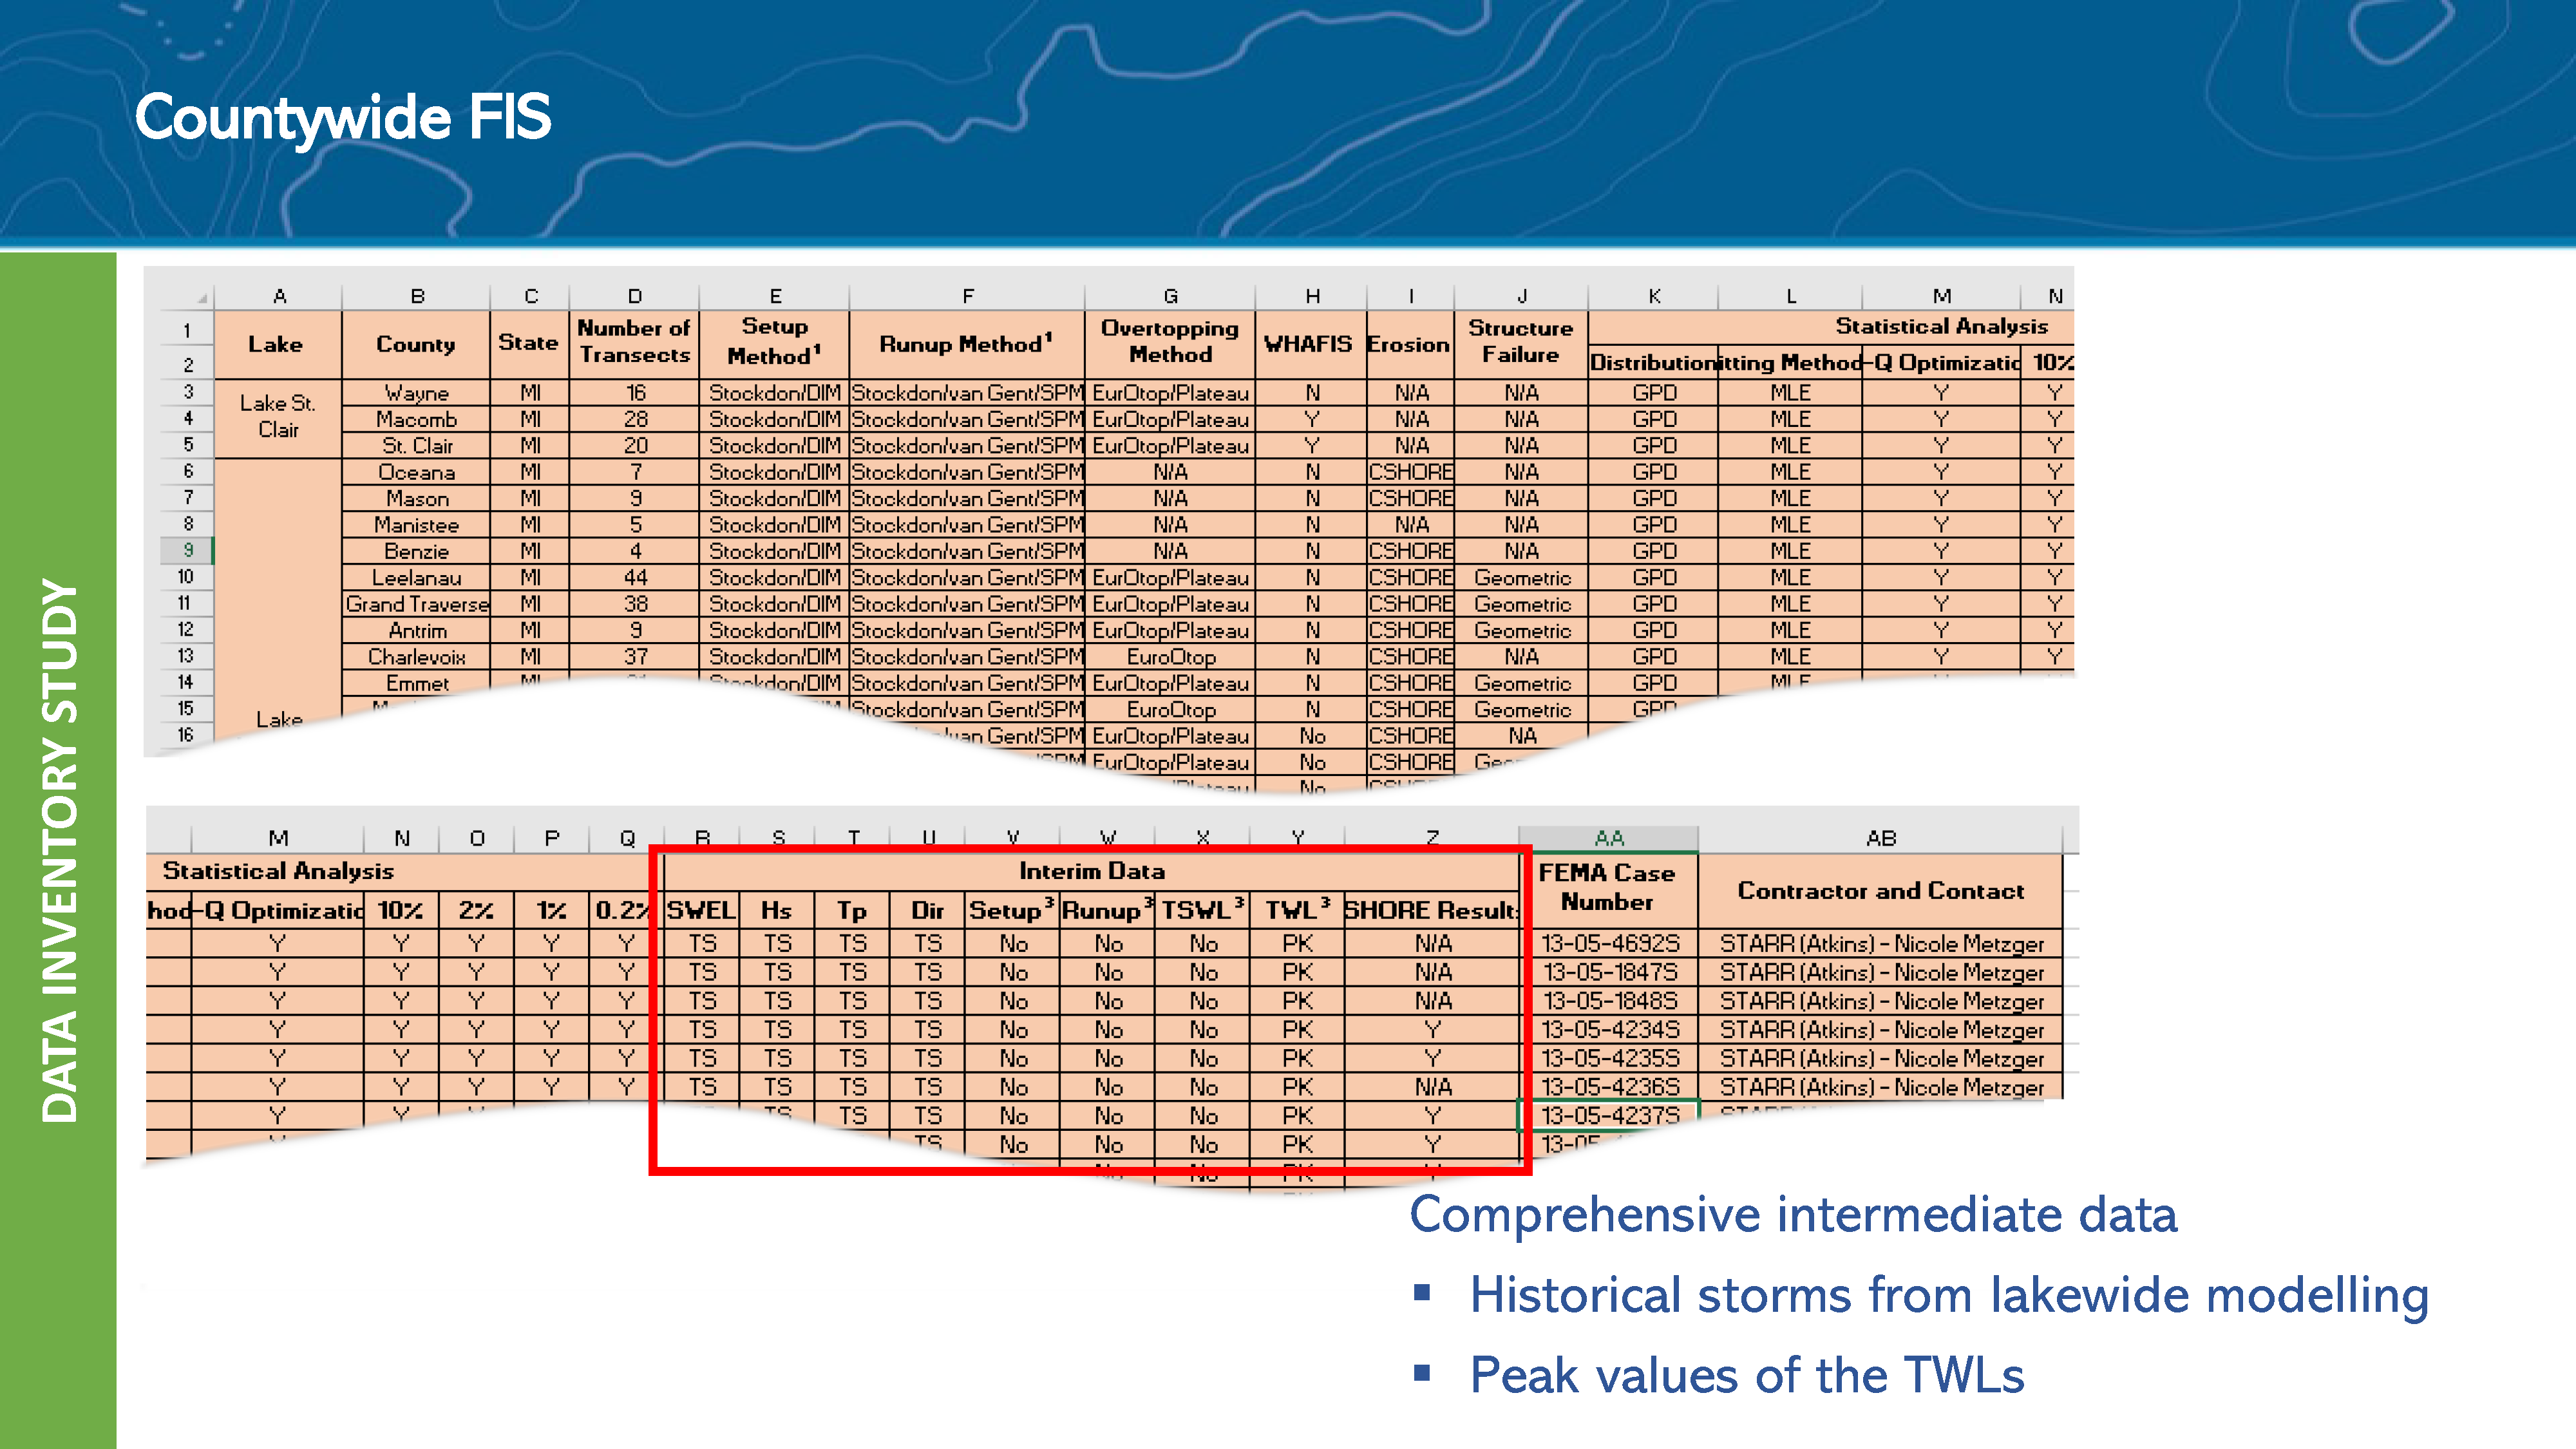 Countywide FIS
DATA INVENTORY STUDY
A B C D E F G H I J K L M N
1 Lake County State Number of Transects Setup Method¹ Runup Method¹ Overtopping Method WHAFIS Erosion Structure Failure Statistical Analysis
2 Distribution itting Method -Q Optimizatic 10%
3 Lake St. Clair Wayne MI 16 Stockdon/DIM Stockdon/van Gent/SPM EurOtop/Plateau N N/A N/A GPD MLE Y Y
4 Macomb MI 28 Stockdon/DIM Stockdon/van Gent/SPM EurOtop/Plateau Y N/A N/A GPD MLE Y Y
5 St. Clair MI 20 Stockdon/DIM Stockdon/van Gent/SPM EurOtop/Plateau Y N/A N/A GPD MLE Y Y
6 Oceana MI 7 Stockdon/DIM Stockdon/van Gent/SPM N/A N CSHORE N/A GPD MLE Y Y
7 Mason MI 9 Stockdon/DIM Stockdon/van Gent/SPM N/A N CSHORE N/A GPD MLE Y Y
8 Manistee MI 5 Stockdon/DIM Stockdon/van Gent/SPM N/A N N/A N/A GPD MLE Y Y
9 Benzie MI 4 Stockdon/DIM Stockdon/van Gent/SPM N/A N CSHORE N/A GPD MLE Y Y
10 Leelanau MI 44 Stockdon/DIM Stockdon/van Gent/SPM EurOtop/Plateau N CSHORE Geometric GPD MLE Y Y
11 Grand Traverse MI 38 Stockdon/DIM Stockdon/van Gent/SPM EurOtop/Plateau N CSHORE Geometric GPD MLE Y Y
12 Antrim MI 9 Stockdon/DIM Stockdon/van Gent/SPM EurOtop/Plateau N CSHORE Geometric GPD MLE Y Y
13 Charlevoix MI 37 Stockdon/DIM Stockdon/van Gent/SPM EuroOtop N CSHORE N/A GPD MLE Y Y
14 Emmet MI Stockdon/DIM Stockdon/van Gent/SPM EurOtop/Plateau N CSHORE Geometric GPD MLE
15 Lake Stockdon/van Gent/SPM EuroOtop N CSHORE Geometric GPD
16 Gent/SPM EurOtop/Plateau No CSHORE NA
EurOtop/Plateau No CSHORE
No
M N O P Q R S T U V W X Y Z AA AB
Statistical Analysis Interim Data FEMA Case Number Contractor and Contact
hod -Q Optimizatic 10% 2% 1% 0.2% SWEL Hs Tp Dir Setup³ Runup³ TSWL³ TWL³ SHORE Result
Y Y Y Y Y TS TS TS TS No No No PK N/A 13-05-4692S STARR (Atkins) - Nicole Metzger
Y Y Y Y Y TS TS TS TS No No No PK N/A 13-05-1847S STARR (Atkins) - Nicole Metzger
Y Y Y Y Y TS TS TS TS No No No PK N/A 13-05-1848S STARR (Atkins) - Nicole Metzger
Y Y Y Y Y TS TS TS TS No No No PK Y 13-05-4234S STARR (Atkins) - Nicole Metzger
Y Y Y Y Y TS TS TS TS No No No PK Y 13-05-4235S STARR (Atkins) - Nicole Metzger
Y Y Y Y Y TS TS TS TS No No No PK N/A 13-05-4236S STARR (Atkins) - Nicole Metzger
Y Y TS TS TS No No No PK Y 13-05-4237S
TS No No No PK Y 13-05
No No PK
Comprehensive intermediate data
▪ Historical storms from lakewide modelling
▪ Peak values of the TWLs